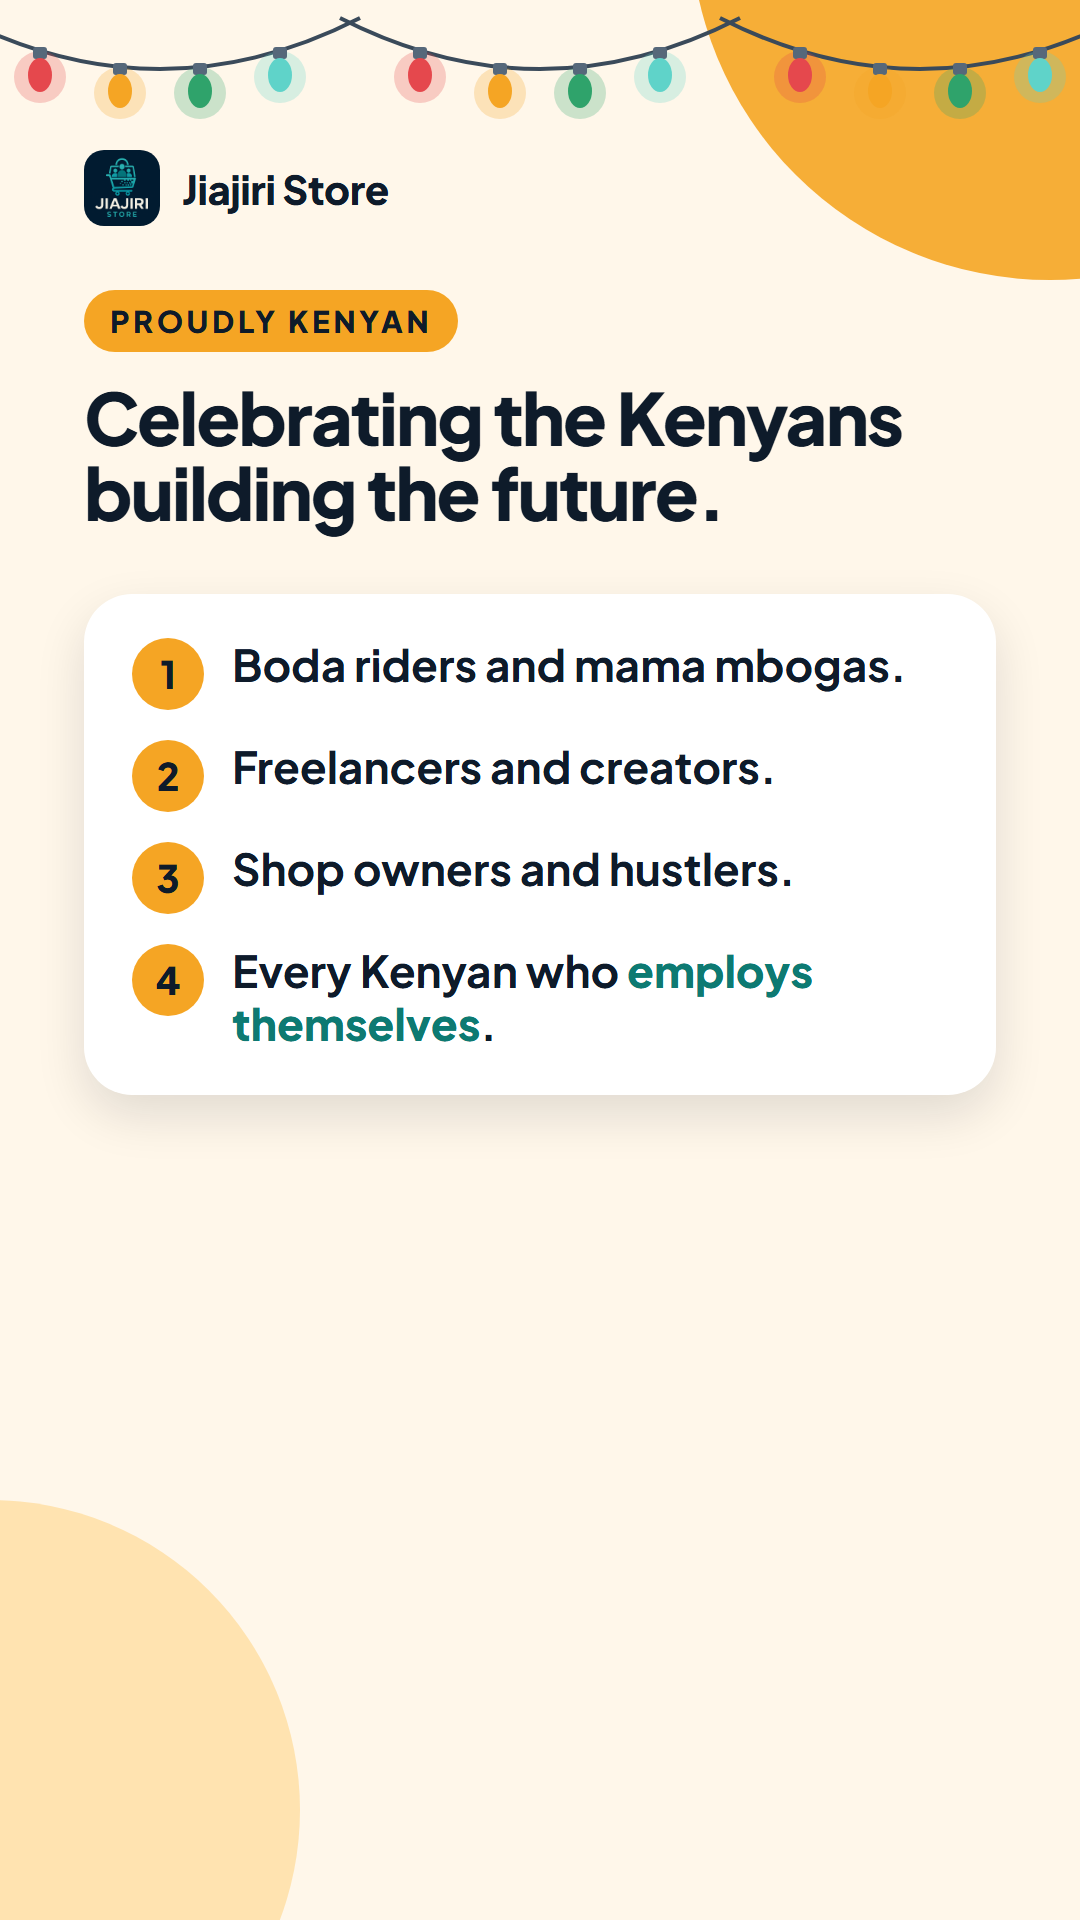 JIAJIRI
STORE
Jiajiri Store
PROUDLY KENYAN
Celebrating the Kenyans
building the future.
1 Boda riders and mama mbogas.
2 Freelancers and creators.
3 Shop owners and hustlers.
4 Every Kenyan who employs
themselves.